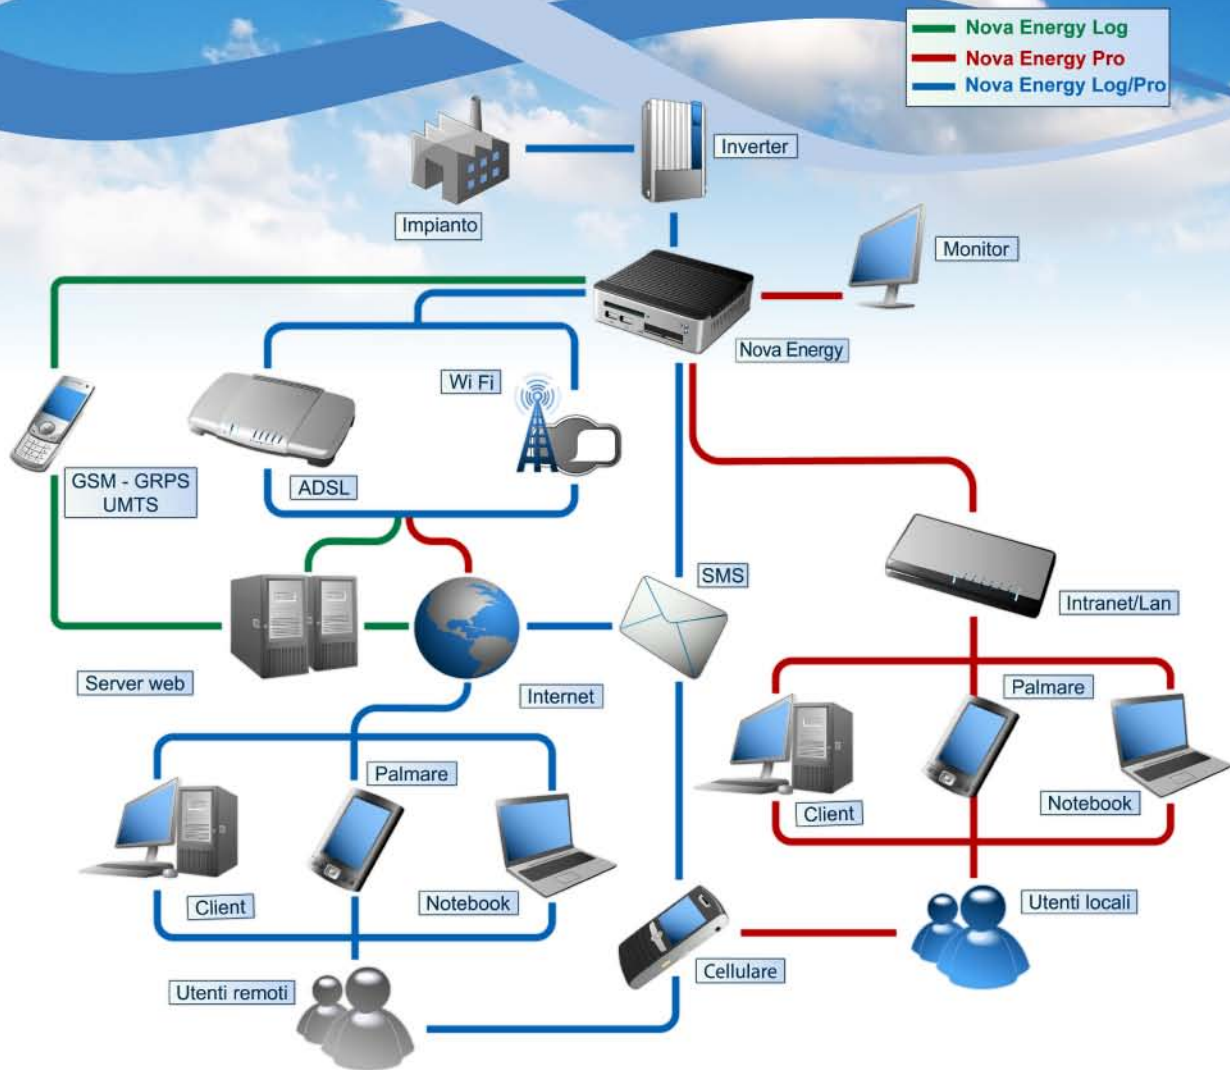 Nova Energy Log
Nova Energy Pro
Nova Energy Log/Pro
Inverter
Impianto
Monitor
Nova Energy
Wi Fi
GSM - GRPS
UMTS
ADSL
SMS
Intranet/Lan
Server web
Internet
Palmare
Palmare
Client
Notebook
Client
Notebook
Utenti locali
Cellulare
Utenti remoti